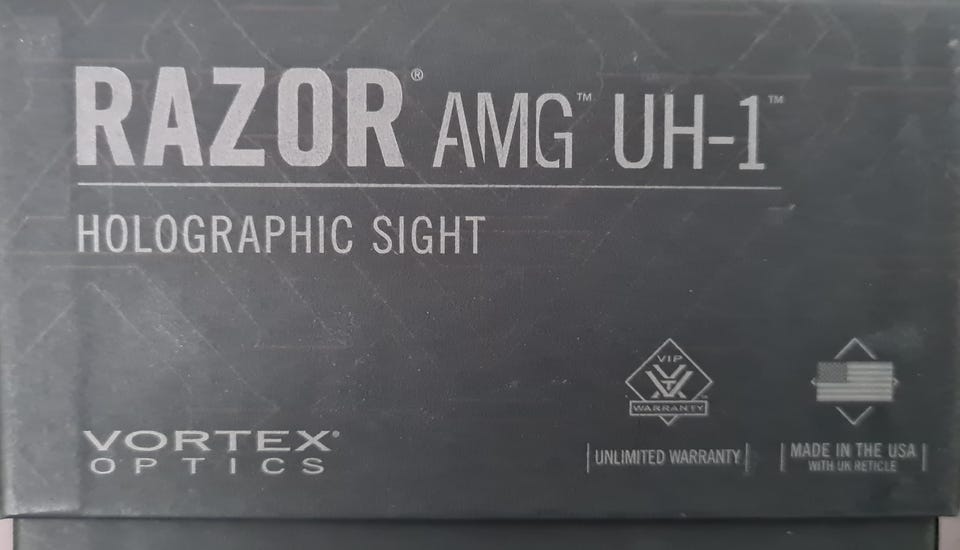 RAZOR® AMG™ UH-1™
HOLOGRAPHIC SIGHT
VIP
WARRANTY
VORTEX®
OPTICS
UNLIMITED WARRANTY
MADE IN THE USA
WITH UK RETICLE